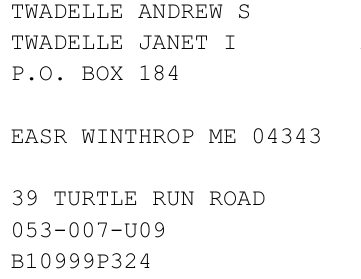 TWADELLE ANDREW S
TWADELLE JANET I
P.O. BOX 184
EASR WINTHROP ME 04343
39 TURTLE RUN ROAD
053-007-U09
B10999P324